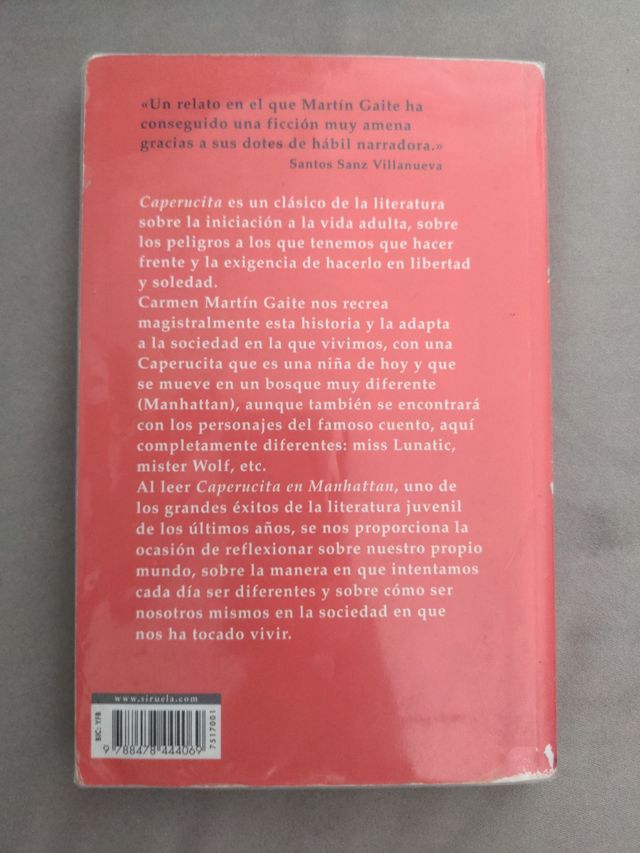 «Un relato en el que Martín Gaite ha
conseguido una ficción muy amena
gracias a sus dotes de hábil narradora.»
Santos Sanz Villanueva
Caperucita es un clásico de la literatura
sobre la iniciación a la vida adulta, sobre
los peligros a los que tenemos que hacer
frente y la exigencia de hacerlo en libertad
y soledad.
Carmen Martín Gaite nos recrea
magistralmente esta historia y la adapta
a la sociedad en la que vivimos, con una
Caperucita que es una niña de hoy y que
se mueve en un bosque muy diferente
(Manhattan), aunque también se encontrará
con los personajes del famoso cuento, aquí
completamente diferentes: miss Lunatic,
mister Wolf, etc.
Al leer Caperucita en Manhattan, uno de
los grandes éxitos de la literatura juvenil
de los últimos años, se nos proporciona la
ocasión de reflexionar sobre nuestro propio
mundo, sobre la manera en que intentamos
cada día ser diferentes y sobre cómo ser
nosotros mismos en la sociedad en que
nos ha tocado vivir.
www.siruela.com
BIC: YFB
7517001
9 788478 444069